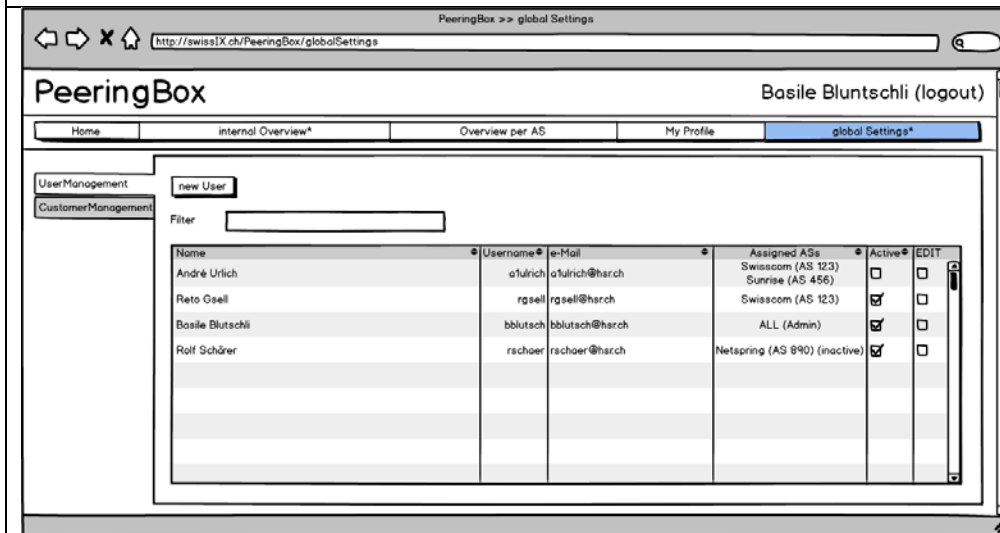 PeeringBox >> global Settings
http://swissIX.ch/PeeringBox/globalSettings
PeeringBox
Basile Bluntschli (logout)
Home internal Overview* Overview per AS My Profile global Settings*
UserManagement
CustomerManagement
new User
Filter
Name Username e-Mail Assigned ASs Active EDIT
André Urlich a1ulrich a1ulrich@hsr.ch Swisscom (AS 123)
Sunrise (AS 456)
Reto Gsell rgsell rgsell@hsr.ch Swisscom (AS 123)
Basile Blutschli bblutsch bblutsch@hsr.ch ALL (Admin)
Rolf Schärer rschaer rschaer@hsr.ch Netspring (AS 890) (inactive)